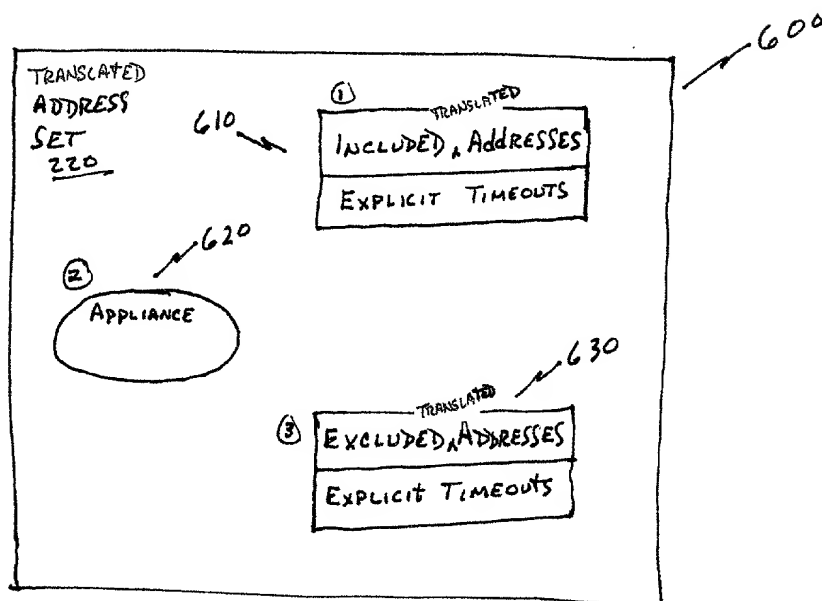 600
TRANSLATED
ADDRESS
SET
220
610
①
TRANSLATED
INCLUDED ^ Addresses
EXPLICIT TIMEOUTS
620
②
APPLIANCE
630
③
TRANSLATED
EXCLUDED ^ ADDRESSES
EXPLICIT TIMEOUTS